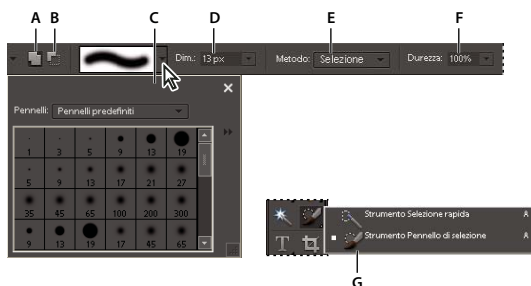 A B C D E F
Dim.: 13 px Metodo: Selezione Durezza: 100%
Pennelli: Pennelli predefiniti
1 3 5 9 13 19
5 9 13 17 21 27
35 45 65 100 200 300
9 13 19 17 45 65
Strumento Selezione rapida A
Strumento Pennello di selezione A
T
G